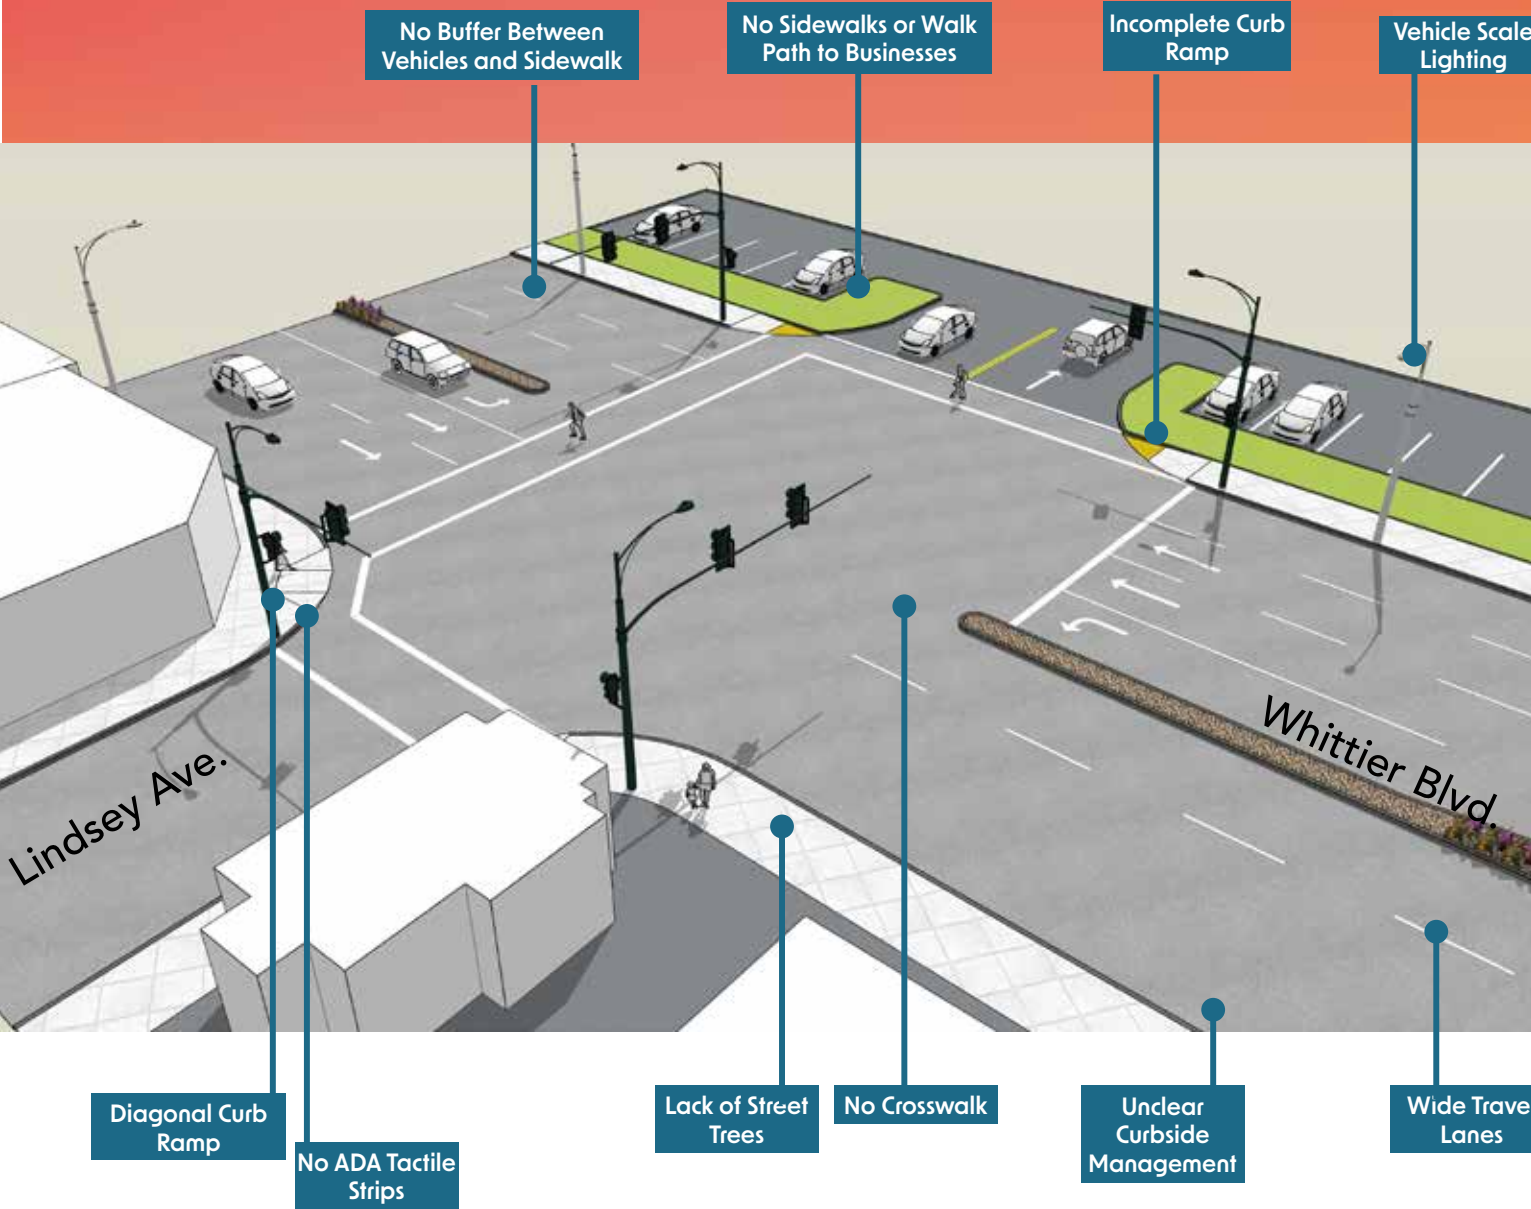 No Buffer Between
Vehicles and Sidewalk
No Sidewalks or Walk
Path to Businesses
Incomplete Curb
Ramp
Vehicle Scale
Lighting
Whittier Blvd.
Lindsey Ave.
Diagonal Curb
Ramp
No ADA Tactile
Strips
Lack of Street
Trees
No Crosswalk
Unclear
Curbside
Management
Wide Trave
Lanes